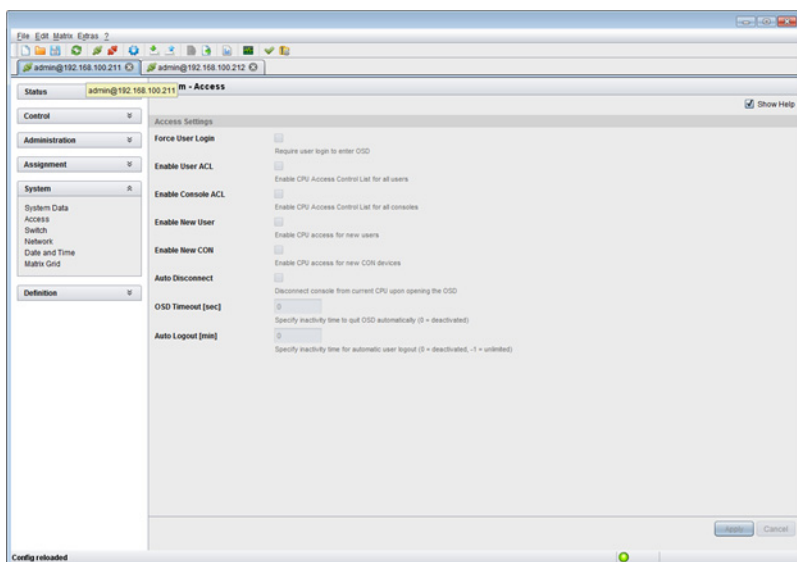 File Edit Matrix Extras ?
admin@192.168.100.211 admin@192.168.100.212
admin@192.168.100.211
Status
Control
Administration
Assignment
System
System Data
Access
Switch
Network
Date and Time
Matrix Grid
Definition
m - Access
Show Help
Access Settings
Force User Login
Require user login to enter OSD
Enable User ACL
Enable CPU Access Control List for all users
Enable Console ACL
Enable CPU Access Control List for all consoles
Enable New User
Enable CPU access for new users
Enable New CON
Enable CPU access for new CON devices
Auto Disconnect
Disconnect console from current CPU upon opening the OSD
OSD Timeout [sec] 0
Specify inactivity time to quit OSD automatically (0 = deactivated)
Auto Logout [min] 0
Specify inactivity time for automatic user logout (0 = deactivated, -1 = unlimited)
Apply Cancel
Config reloaded